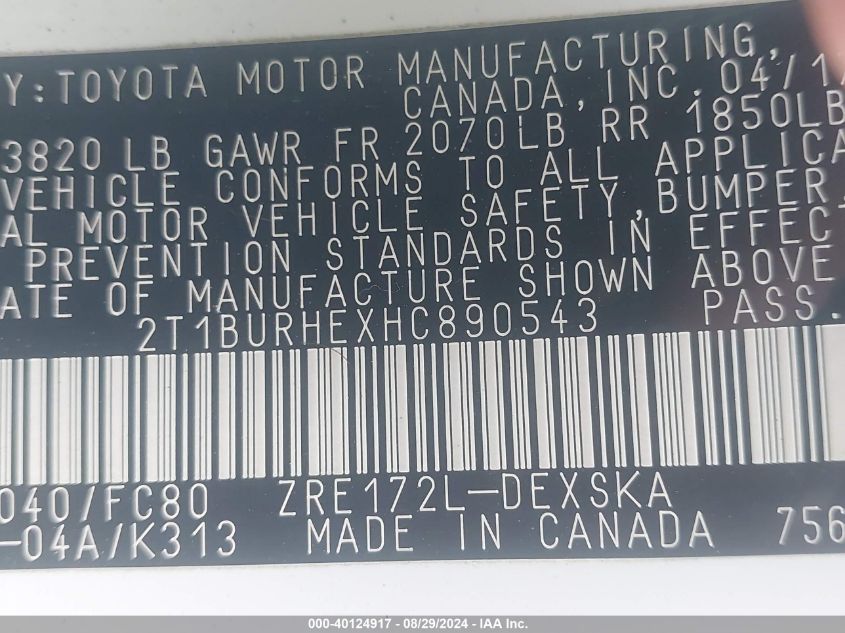 Y:TOYOTA MOTOR MANUFACTURING,
CANADA, INC. 04/17
3820 LB GAWR FR 2070LB RR 1850LB
VEHICLE CONFORMS TO ALL APPLICA
AL MOTOR VEHICLE SAFETY, BUMPER,
PREVENTION STANDARDS IN EFFECT
ATE OF MANUFACTURE SHOWN ABOVE
2T1BURHEXHC890543 PASS.
040/FC80 ZRE172L-DEXSKA
-04A/K313 MADE IN CANADA 756
000-40124917 - 08/29/2024 - IAA Inc.